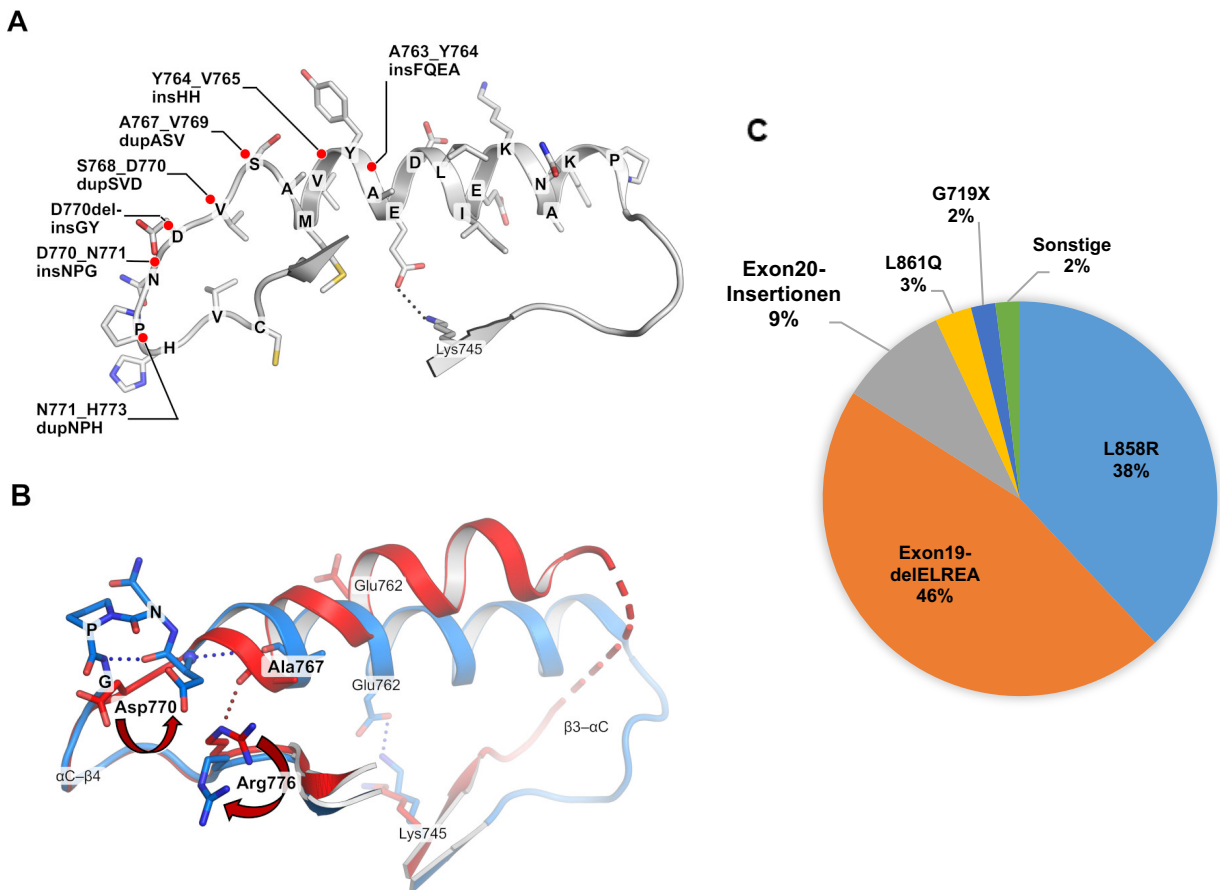 A
A763_Y764
insFQEA
Y764_V765
insHH
A767_V769
dupASV
S768_D770
dupSVD
D770del-
insGY
D770_N771
insNPG
N771_H773
dupNPH
S
A
V
M
Y
A
E
D
L
I
E
K
N
A
K
P
V
D
N
P
H
V
C
Lys745
B
Glu762
N
P
G
Ala767
Glu762
Asp770
β3–αC
αC–β4
Arg776
Lys745
C
G719X
2%
Sonstige
2%
L861Q
3%
Exon20-
Insertionen
9%
L858R
38%
Exon19-
delELREA
46%